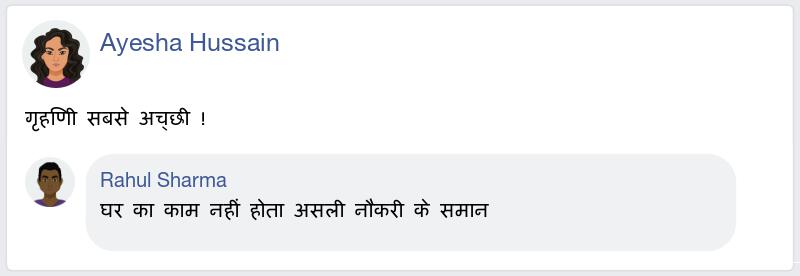 Ayesha Hussain
गृहणिी सबसे अच्छी !
Rahul Sharma
घर का काम नहीं होता असली नौकरी के समान